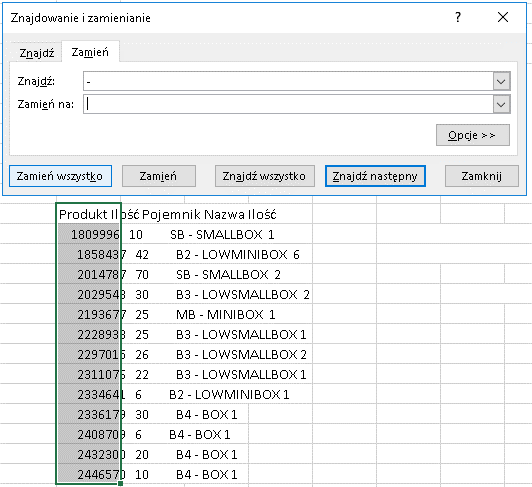 Znajdowanie i zamienianie ? ×
Znajdź Zamień
Znajdź: -
Zamień na:
Opcje >>
Zamień wszystko Zamień Znajdź wszystko Znajdź następny Zamknij
Produkt Ilość Pojemnik Nazwa Ilość
1809996 10 SB - SMALLBOX 1
1858437 42 B2 - LOWMINIBOX 6
2014787 70 SB - SMALLBOX 2
2029543 30 B3 - LOWSMALLBOX 2
2193677 25 MB - MINIBOX 1
2228933 25 B3 - LOWSMALLBOX 1
2297015 26 B3 - LOWSMALLBOX 2
2311075 22 B3 - LOWSMALLBOX 1
2334641 6 B2 - LOWMINIBOX 1
2336179 30 B4 - BOX 1
2408709 6 B4 - BOX 1
2432300 20 B4 - BOX 1
2446570 10 B4 - BOX 1